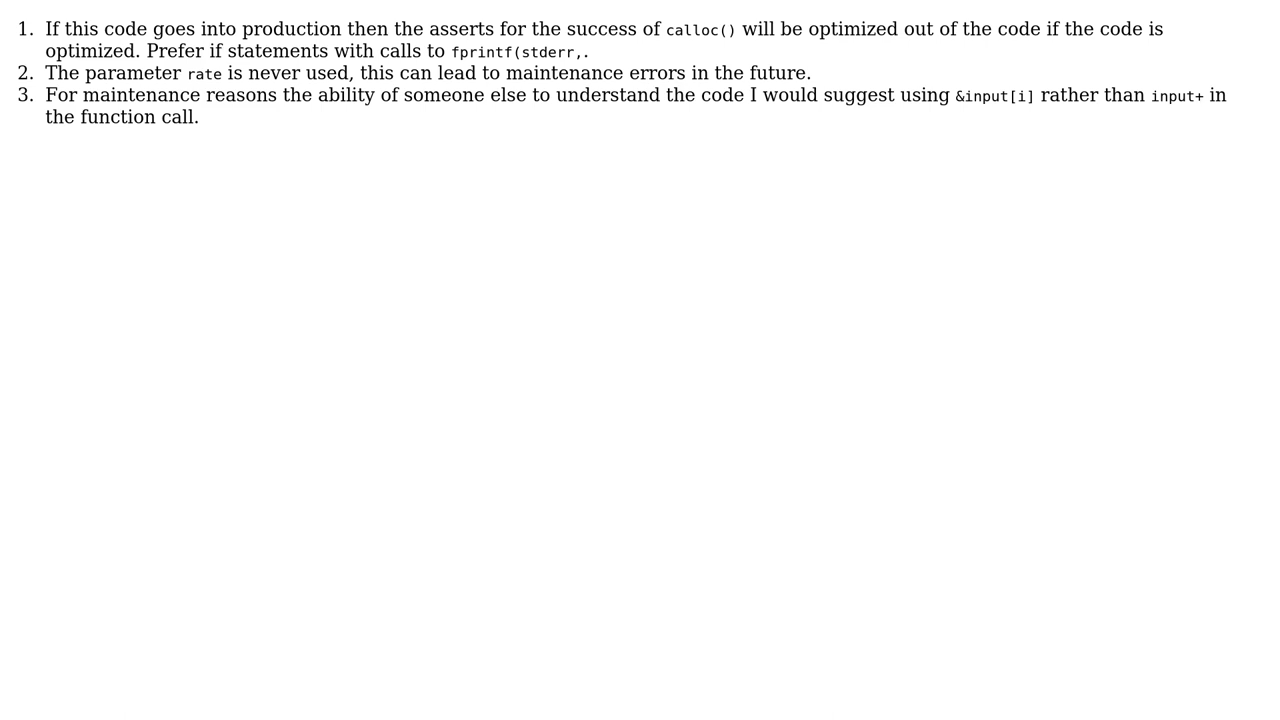 1. If this code goes into production then the asserts for the success of calloc() will be optimized out of the code if the code is
optimized. Prefer if statements with calls to fprintf(stderr,.
2. The parameter rate is never used, this can lead to maintenance errors in the future.
3. For maintenance reasons the ability of someone else to understand the code I would suggest using &input[i] rather than input+ in
the function call.